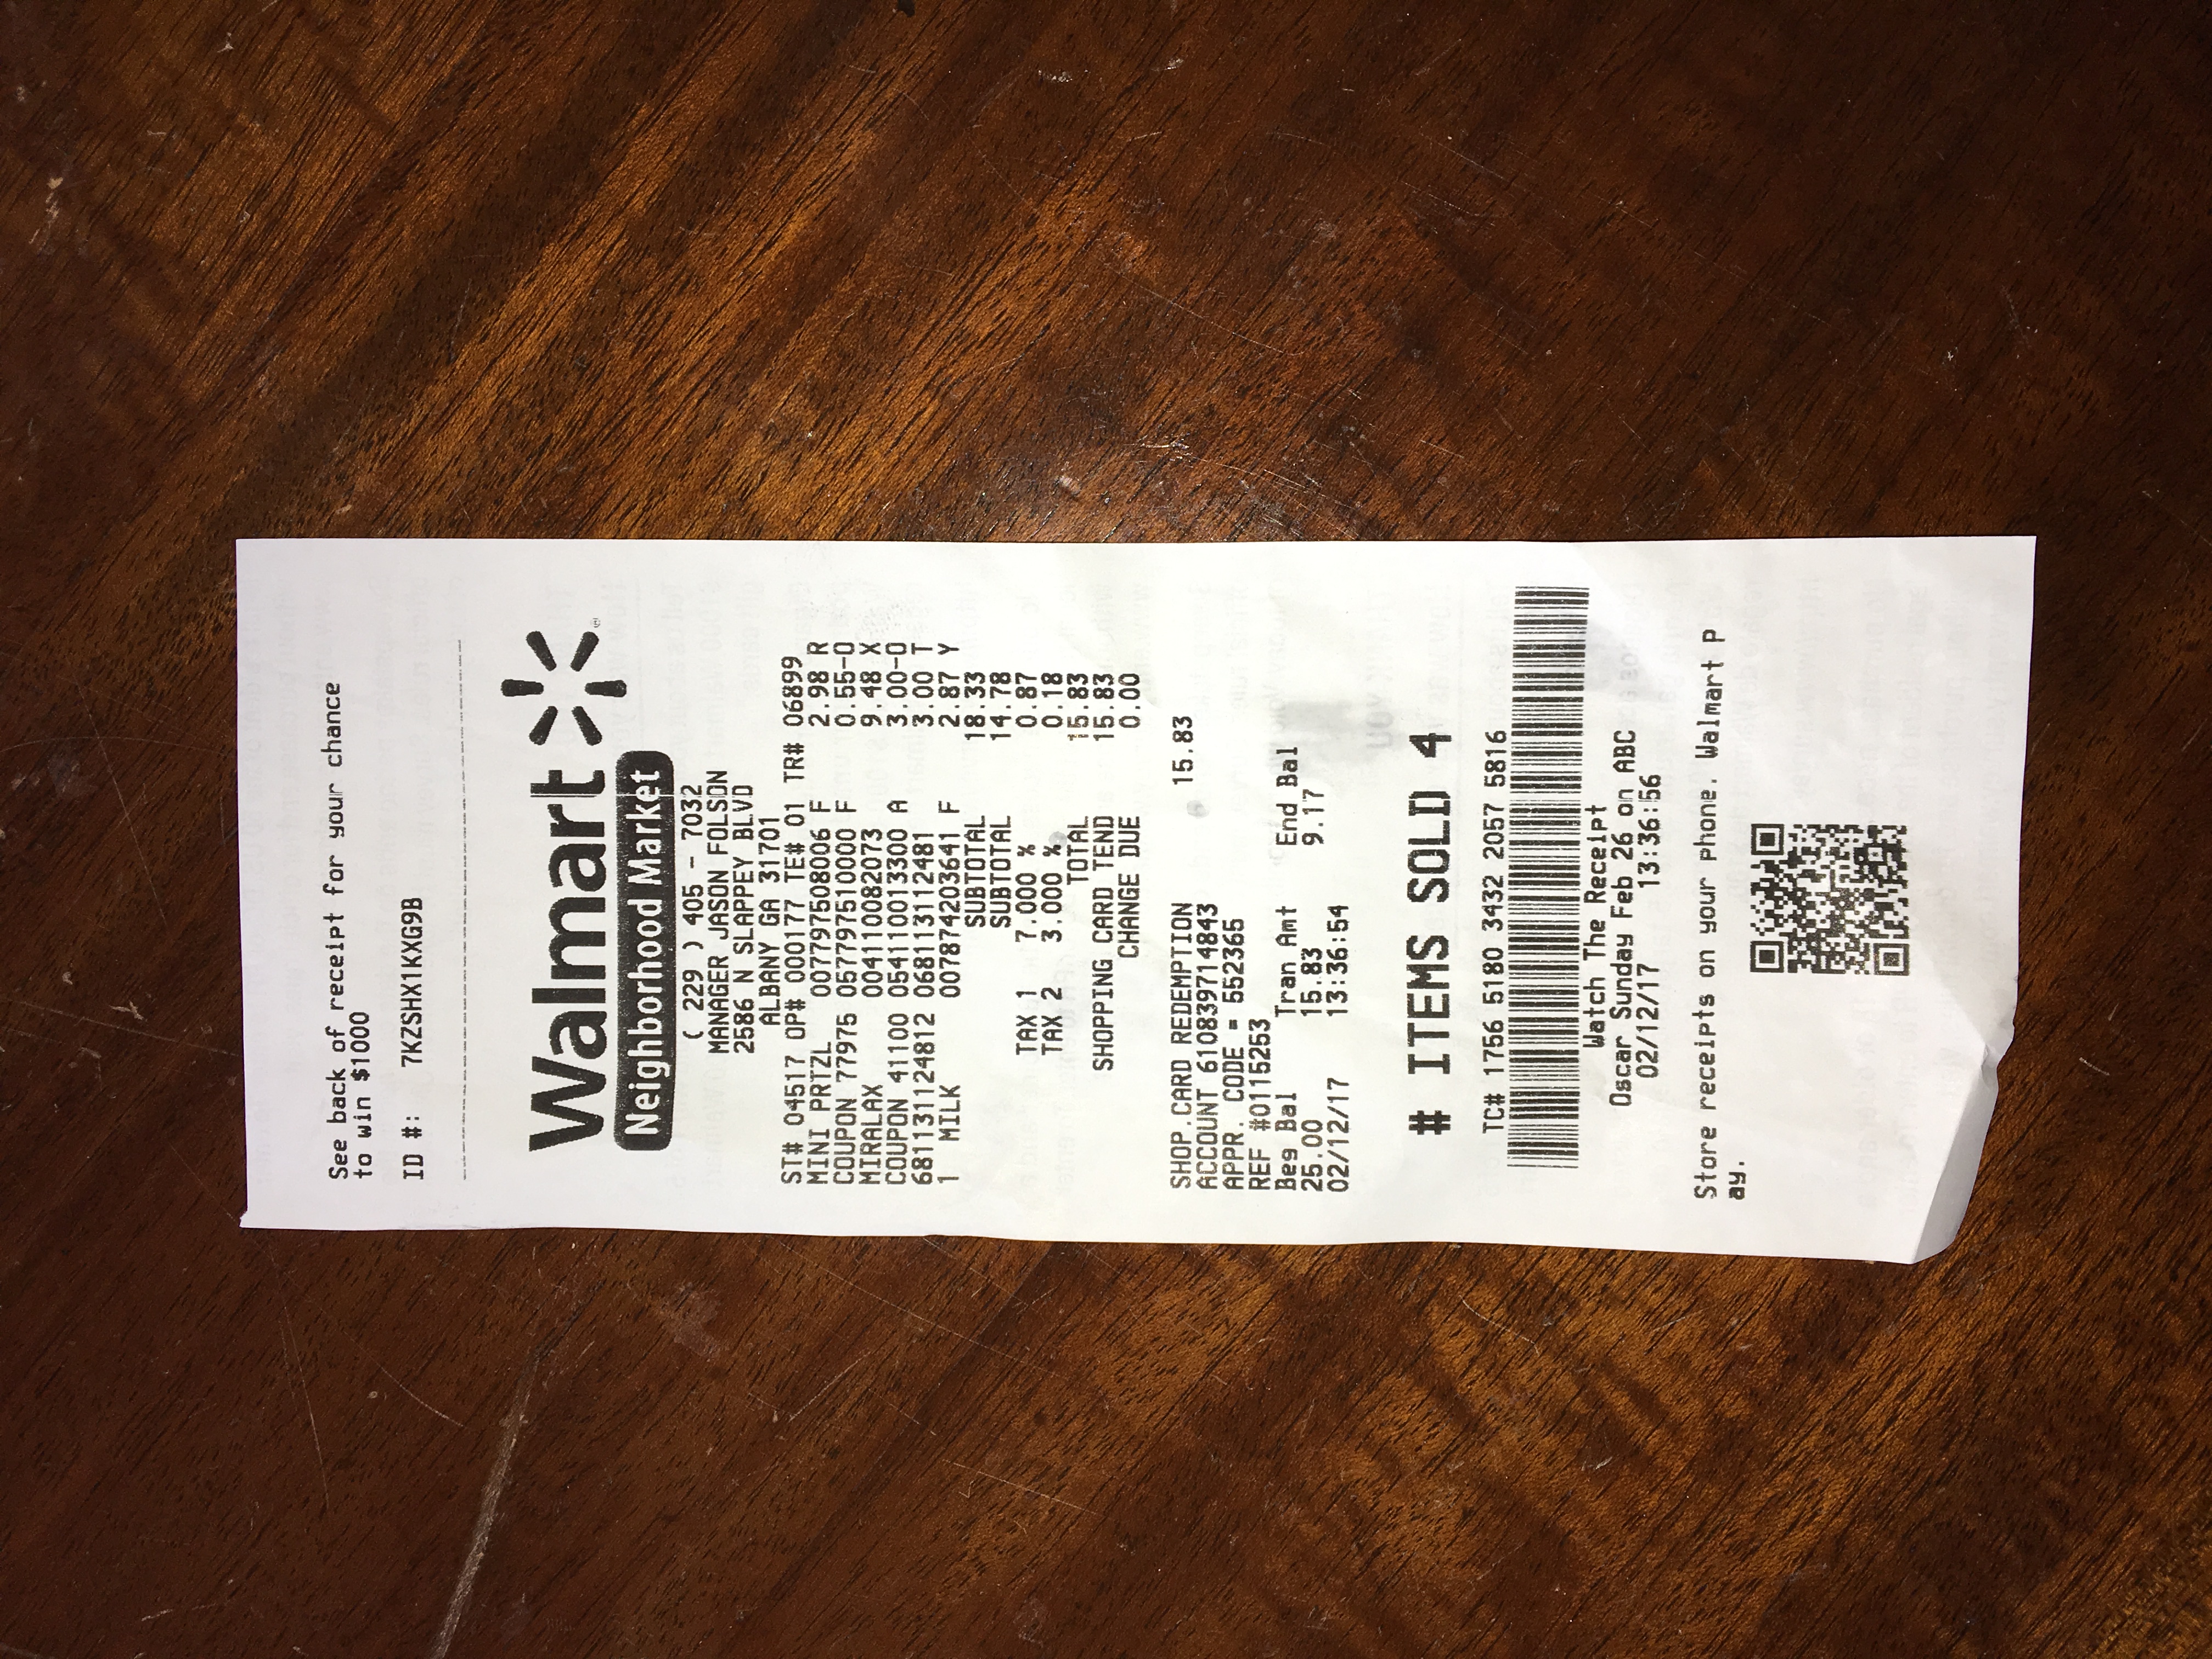 See back of receipt for your chance
to win $1000
ID #: 7KZSHX1KXG9B
Walmart
Neighborhood Market
( 229 ) 405 - 7032
MANAGER JASON FOLSON
2586 N SLAPPEY BLVD
ALBANY GA 31701
ST# 04517 OP# 000177 TE# 01 TR# 06899
MINI PRTZL 007797508006 F 2.98 R
COUPON 77975 057797510000 F 0.55-O
MIRALAX 004110082073 9.48 X
COUPON 41100 054110013300 A 3.00-O
681131124812 068113112481 3.00 T
1 MILK 007874203641 F 2.87 Y
SUBTOTAL 18.33
SUBTOTAL 14.78
TAX 1 7.000 % 0.87
TAX 2 3.000 % 0.18
TOTAL 15.83
SHOPPING CARD TEND 15.83
CHANGE DUE 0.00
SHOP.CARD REDEMPTION 15.83
ACCOUNT 610839714843
APPR. CODE = 552365
REF #0115253
Beg Bal Tran Amt End Bal
25.00 15.83 9.17
02/12/17 13:36:54
# ITEMS SOLD 4
TC# 1756 5180 3432 2057 5816
Watch The Receipt
Oscar Sunday Feb 26 on ABC
02/12/17 13:36:56
Store receipts on your phone. Walmart P
ay.